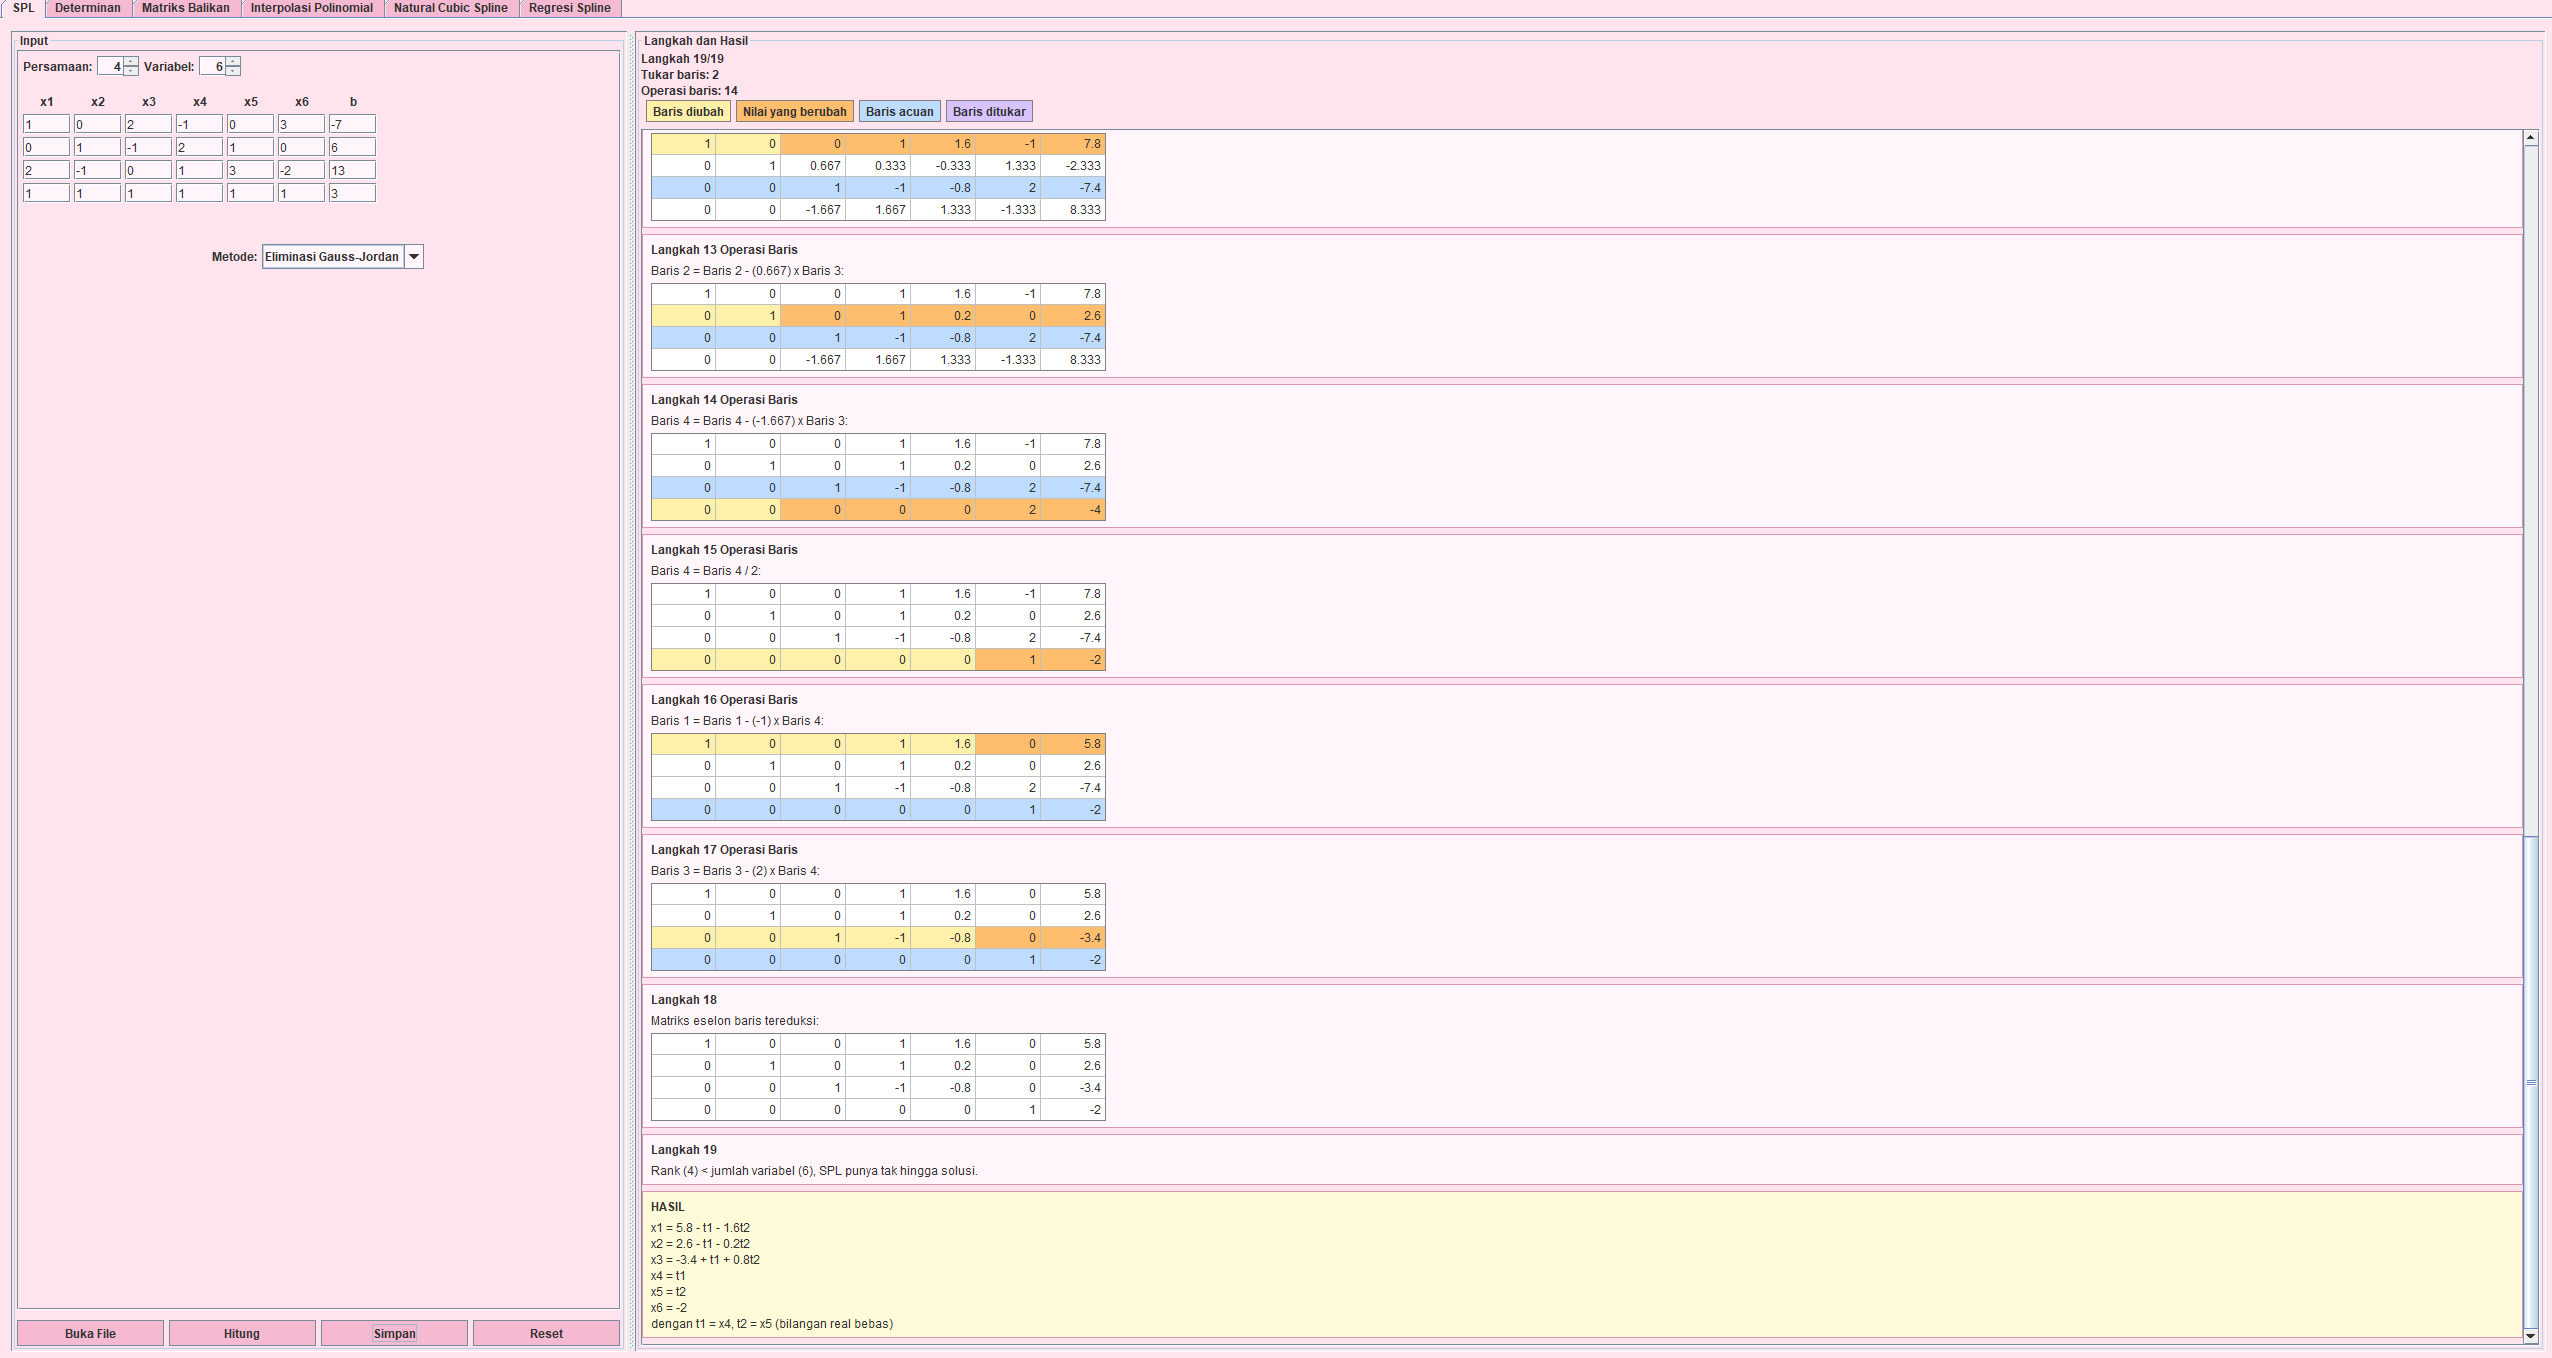 SPL Determinan Matriks Balikan Interpolasi Polinomial Natural Cubic Spline Regresi Spline
Input
Persamaan: 4 Variabel: 6
x1 x2 x3 x4 x5 x6 b
1 0 2 -1 0 3 -7
0 1 -1 2 1 0 6
2 -1 0 1 3 -2 13
1 1 1 1 1 1 3
Metode: Eliminasi Gauss-Jordan
Buka File Hitung Simpan Reset
Langkah dan Hasil
Langkah 19/19
Tukar baris: 2
Operasi baris: 14
Baris diubah Nilai yang berubah Baris acuan Baris ditukar
1 0 0 1 1.6 -1 7.8
0 1 0.667 0.333 -0.333 1.333 -2.333
0 0 1 -1 -0.8 2 -7.4
0 0 -1.667 1.667 1.333 -1.333 8.333
Langkah 13 Operasi Baris
Baris 2 = Baris 2 - (0.667) x Baris 3:
1 0 0 1 1.6 -1 7.8
0 1 0 1 0.2 0 2.6
0 0 1 -1 -0.8 2 -7.4
0 0 -1.667 1.667 1.333 -1.333 8.333
Langkah 14 Operasi Baris
Baris 4 = Baris 4 - (-1.667) x Baris 3:
1 0 0 1 1.6 -1 7.8
0 1 0 1 0.2 0 2.6
0 0 1 -1 -0.8 2 -7.4
0 0 0 0 0 2 -4
Langkah 15 Operasi Baris
Baris 4 = Baris 4 / 2:
1 0 0 1 1.6 -1 7.8
0 1 0 1 0.2 0 2.6
0 0 1 -1 -0.8 2 -7.4
0 0 0 0 0 1 -2
Langkah 16 Operasi Baris
Baris 1 = Baris 1 - (-1) x Baris 4:
1 0 0 1 1.6 0 5.8
0 1 0 1 0.2 0 2.6
0 0 1 -1 -0.8 2 -7.4
0 0 0 0 0 1 -2
Langkah 17 Operasi Baris
Baris 3 = Baris 3 - (2) x Baris 4:
1 0 0 1 1.6 0 5.8
0 1 0 1 0.2 0 2.6
0 0 1 -1 -0.8 0 -3.4
0 0 0 0 0 1 -2
Langkah 18
Matriks eselon baris tereduksi:
1 0 0 1 1.6 0 5.8
0 1 0 1 0.2 0 2.6
0 0 1 -1 -0.8 0 -3.4
0 0 0 0 0 1 -2
Langkah 19
Rank (4) < jumlah variabel (6), SPL punya tak hingga solusi.
HASIL
x1 = 5.8 - t1 - 1.6t2
x2 = 2.6 - t1 - 0.2t2
x3 = -3.4 + t1 + 0.8t2
x4 = t1
x5 = t2
x6 = -2
dengan t1 = x4, t2 = x5 (bilangan real bebas)